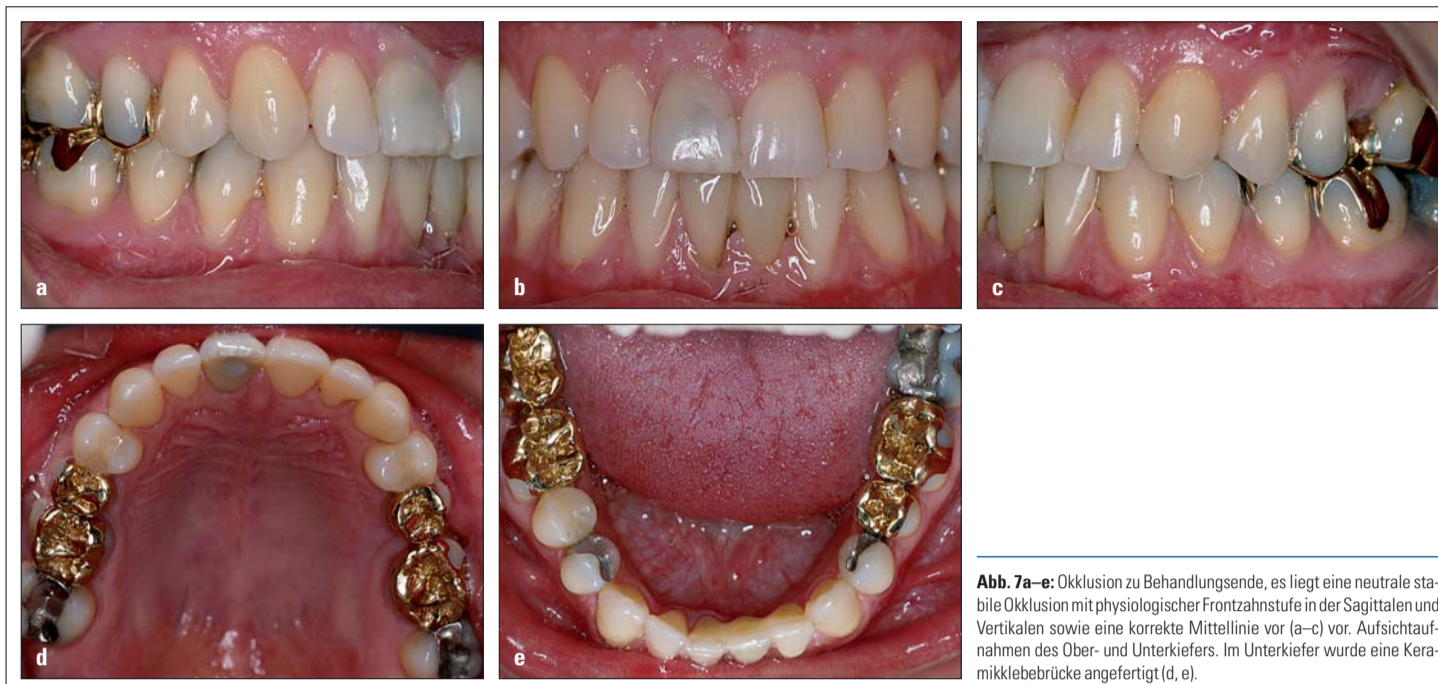 a
b
c
d
e
Abb. 7a–e: Okklusion zu Behandlungsende, es liegt eine neutrale sta-
bile Okklusion mit physiologischer Frontzahnstufe in der Sagittalen und
Vertikalen sowie eine korrekte Mittellinie vor (a–c) vor. Aufsichtauf-
nahmen des Ober- und Unterkiefers. Im Unterkiefer wurde eine Kera-
mikklebebrücke angefertigt (d, e).